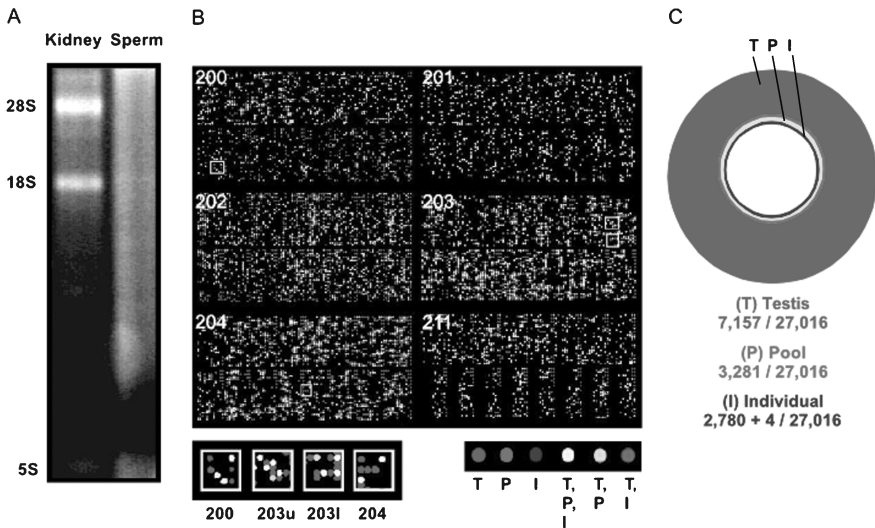 A
Kidney Sperm
28S
18S
5S
B
200
201
202
203
204
211
200 203u 203l 204
T P I T, P, I T, P T, I
C
T P I
(T) Testis
7,157 / 27,016
(P) Pool
3,281 / 27,016
(I) Individual
2,780 + 4 / 27,016